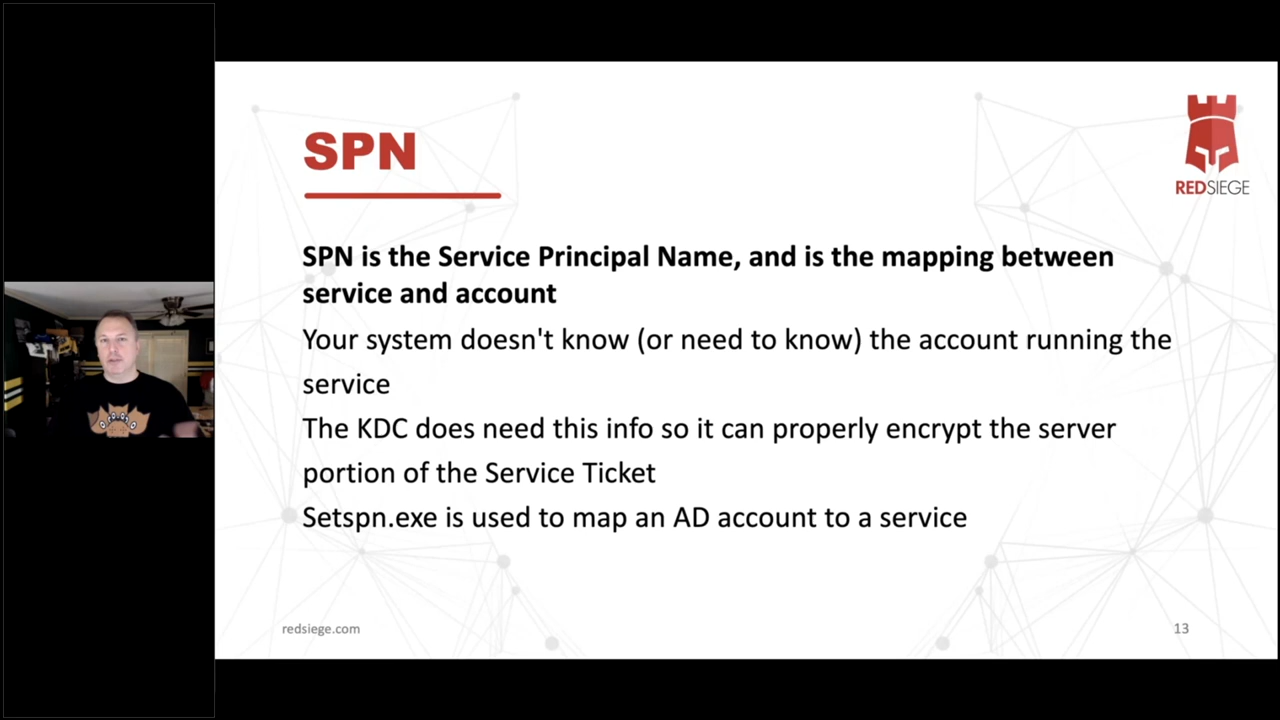 SPN
REDSIEGE
SPN is the Service Principal Name, and is the mapping between
service and account
Your system doesn't know (or need to know) the account running the
service
The KDC does need this info so it can properly encrypt the server
portion of the Service Ticket
Setspn.exe is used to map an AD account to a service
redsiege.com
13